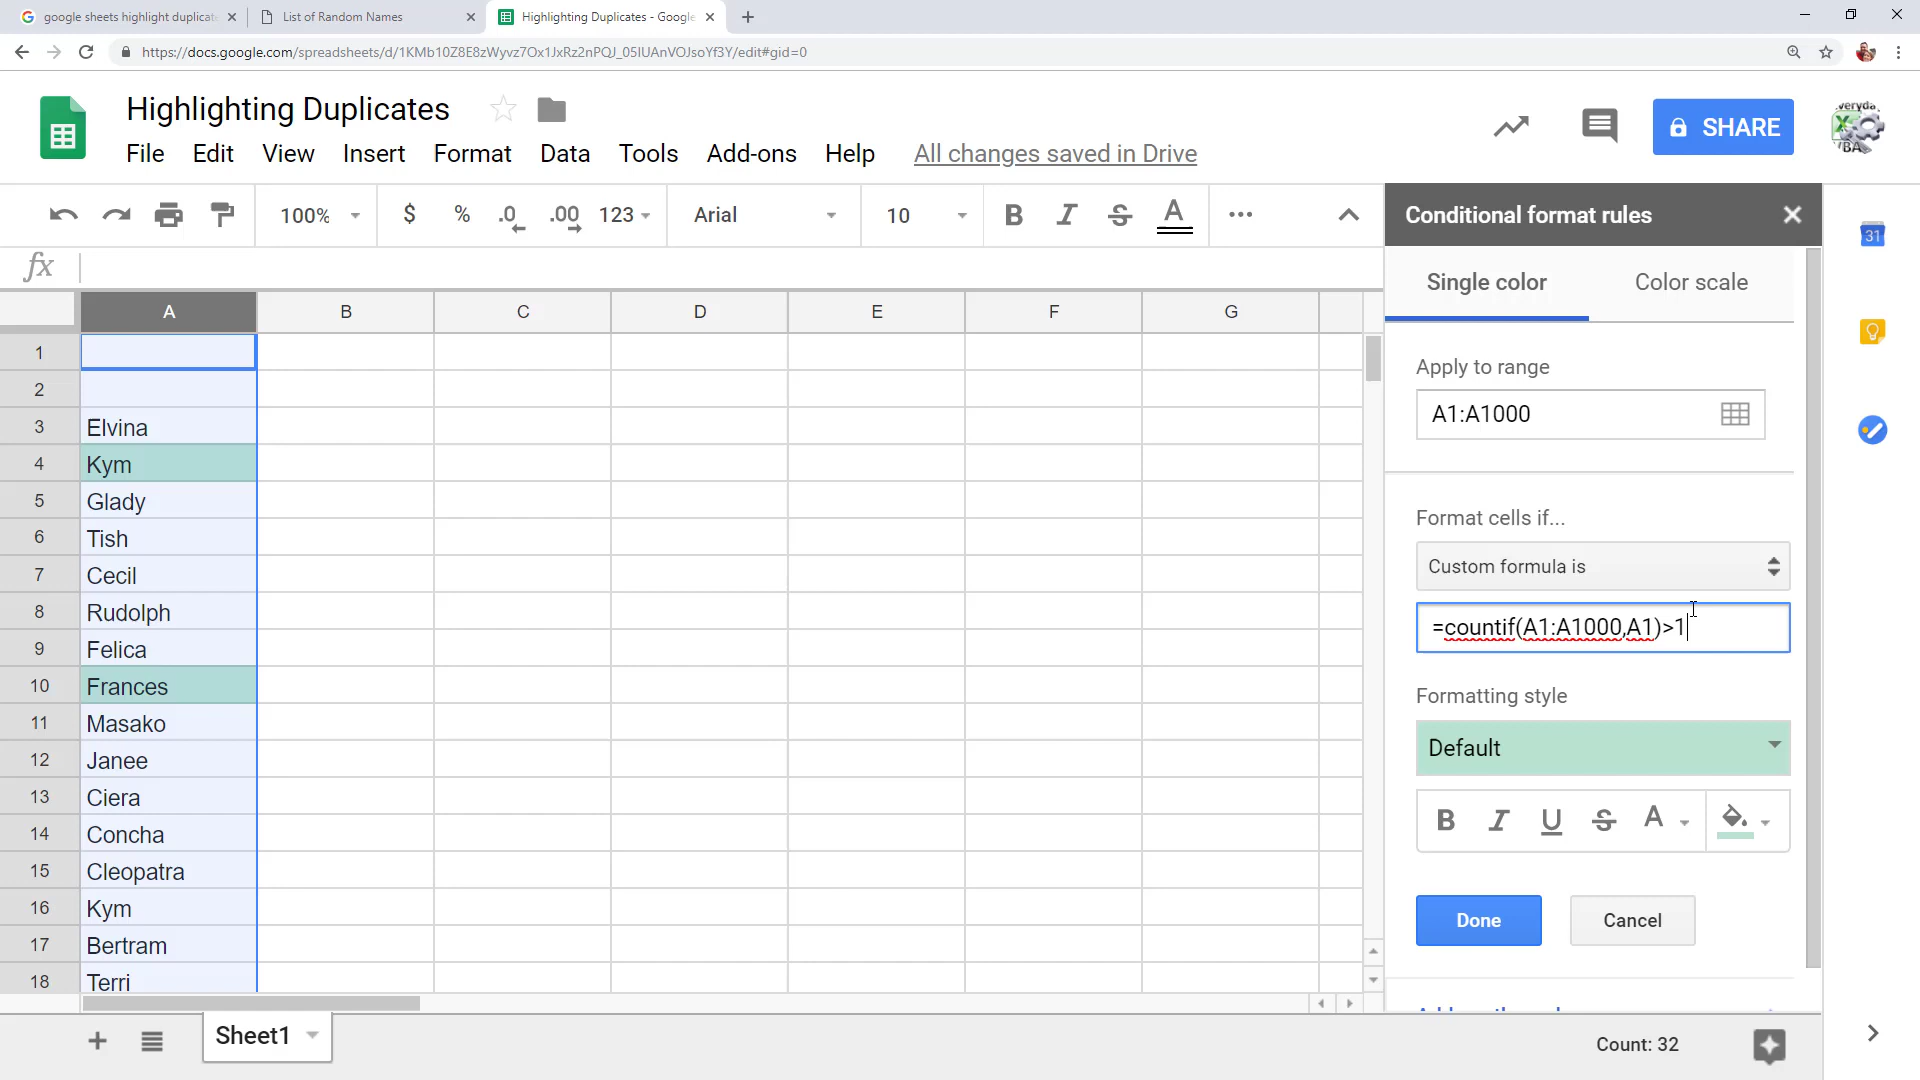 google sheets highlight duplicat
List of Random Names
Highlighting Duplicates - Google
https://docs.google.com/spreadsheets/d/1KMb10Z8E8zWyvz7Ox1JxRz2nPQJ_05IUAnVOJsoYf3Y/edit#gid=0
Highlighting Duplicates
File Edit View Insert Format Data Tools Add-ons Help All changes saved in Drive
SHARE
veryda
BA
100% $ % .0 .00 123 Arial 10 B I S A
fx
Conditional format rules
Single color Color scale
Apply to range
A1:A1000
Format cells if...
Custom formula is
=countif(A1:A1000,A1)>1
Formatting style
Default
B I U S A
Done Cancel
31
A B C D E F G
1
2
3 Elvina
4 Kym
5 Glady
6 Tish
7 Cecil
8 Rudolph
9 Felica
10 Frances
11 Masako
12 Janee
13 Ciera
14 Concha
15 Cleopatra
16 Kym
17 Bertram
18 Terri
Sheet1
Count: 32